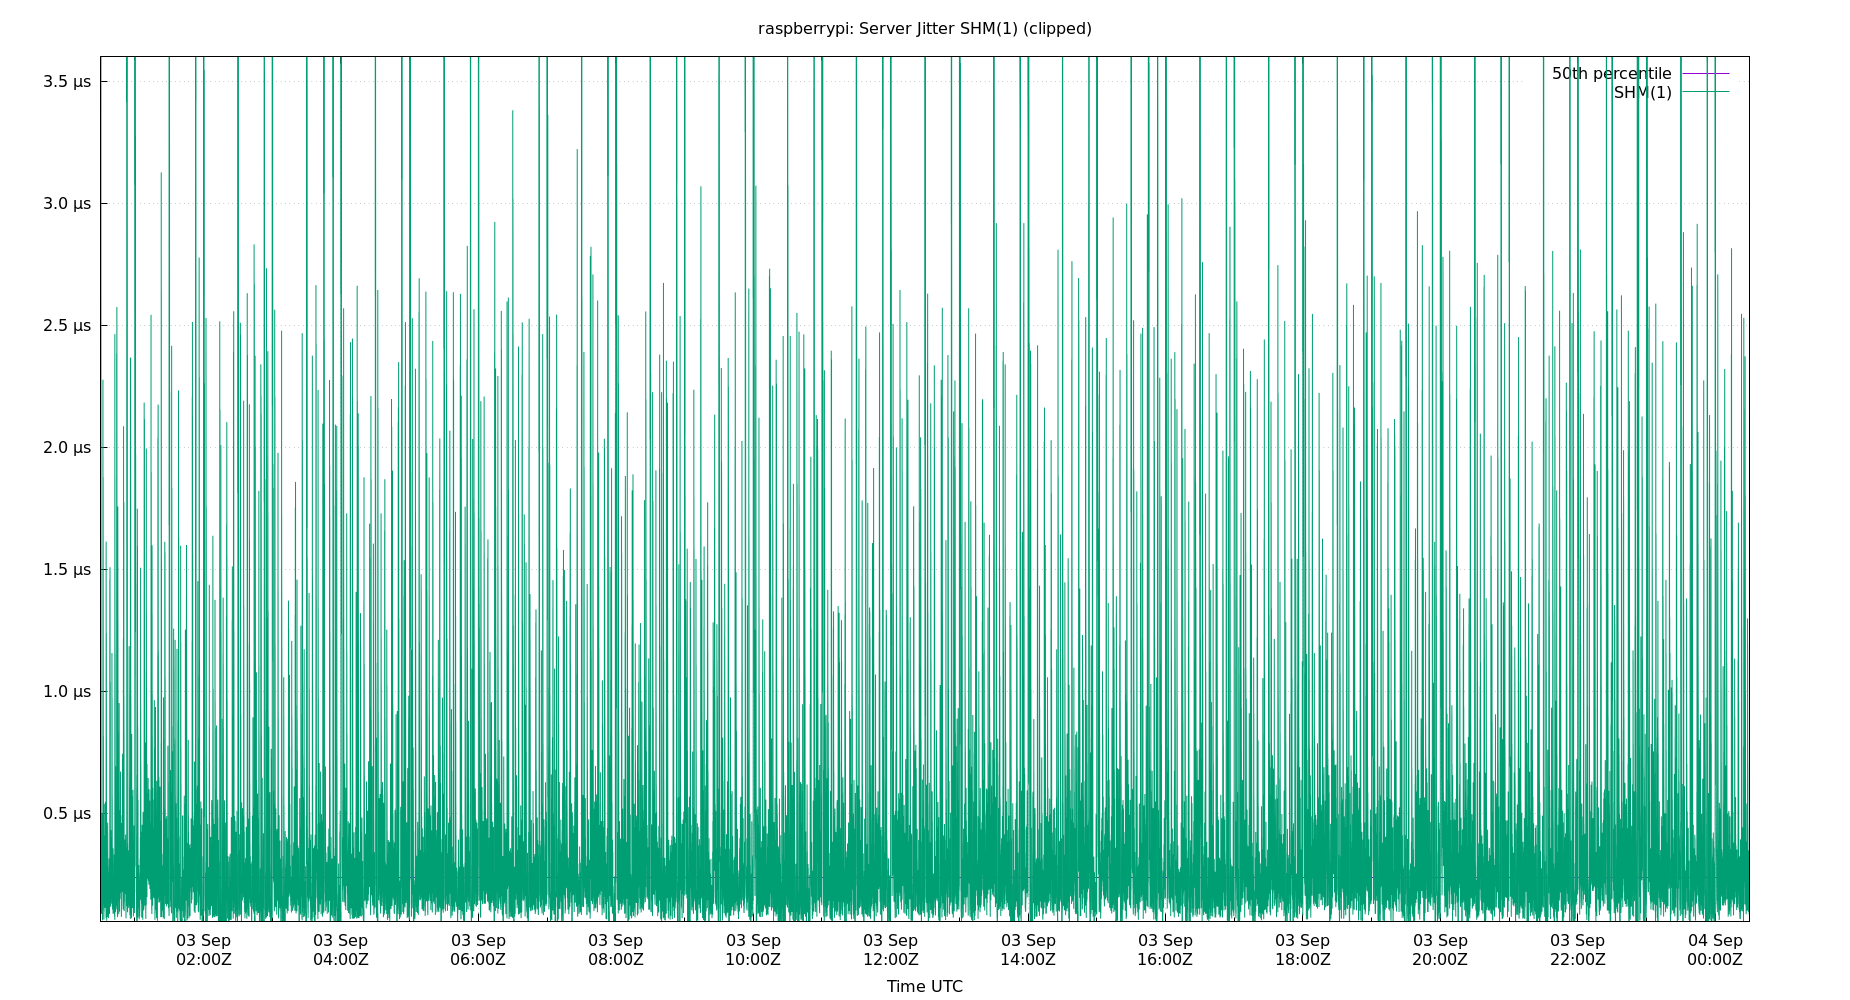 raspberrypi: Server Jitter SHM(1) (clipped)
50th percentile
SHM(1)
3.5 µs
3.0 µs
2.5 µs
2.0 µs
1.5 µs
1.0 µs
0.5 µs
03 Sep 03 Sep 03 Sep 03 Sep 03 Sep 03 Sep 03 Sep 03 Sep 03 Sep 03 Sep 03 Sep 04 Sep
02:00Z 04:00Z 06:00Z 08:00Z 10:00Z 12:00Z 14:00Z 16:00Z 18:00Z 20:00Z 22:00Z 00:00Z
Time UTC